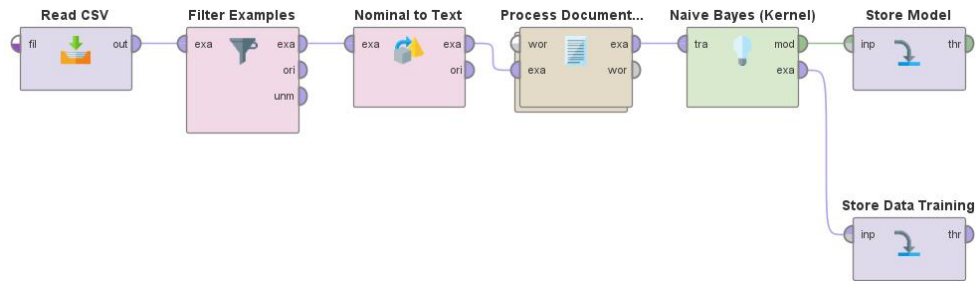 Read CSV
Filter Examples
Nominal to Text
Process Document...
Naive Bayes (Kernel)
Store Model
fil
out
exa
exa
ori
unm
exa
exa
ori
wor
exa
exa
wor
tra
mod
exa
inp
thr
Store Data Training
inp
thr